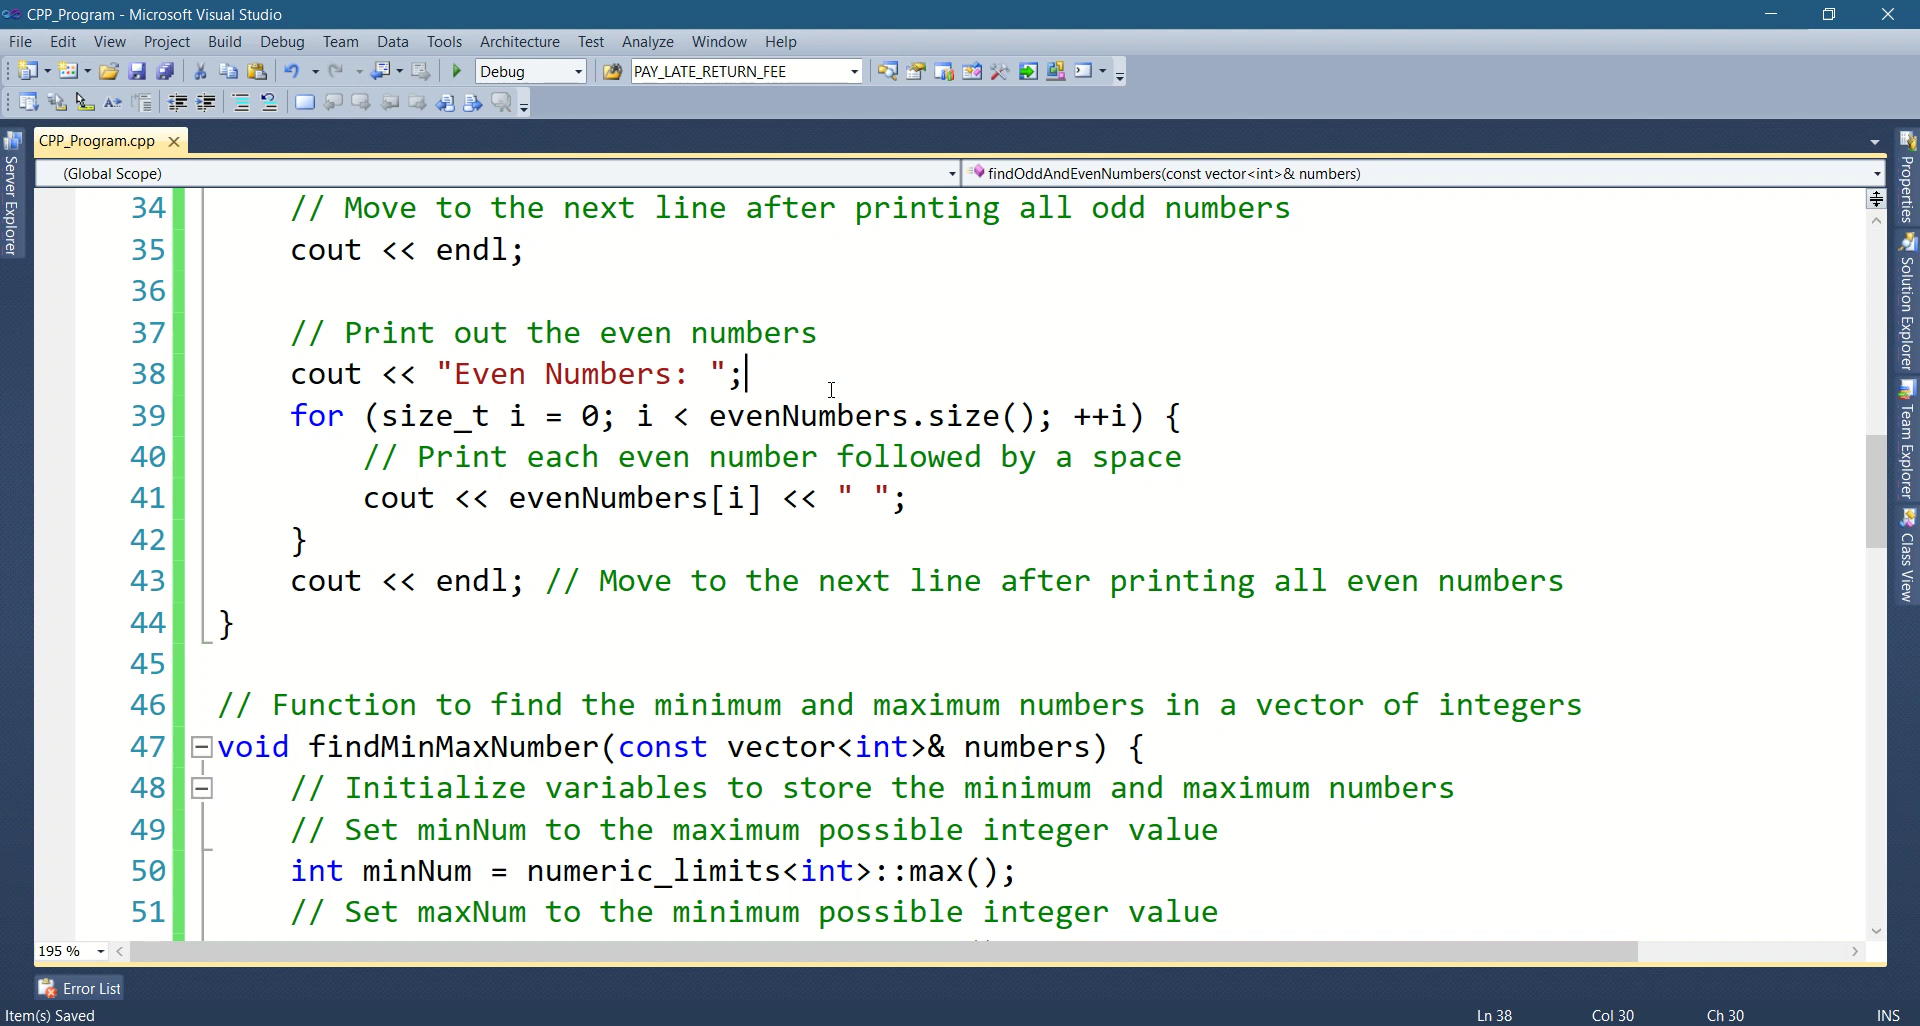 CPP_Program - Microsoft Visual Studio
File Edit View Project Build Debug Team Data Tools Architecture Test Analyze Window Help
Debug PAY_LATE_RETURN_FEE
CPP_Program.cpp
(Global Scope) findOddAndEvenNumbers(const vector<int>& numbers)
34 // Move to the next line after printing all odd numbers
35 cout << endl;
36
37 // Print out the even numbers
38 cout << "Even Numbers: ";
39 for (size_t i = 0; i < evenNumbers.size(); ++i) {
40 // Print each even number followed by a space
41 cout << evenNumbers[i] << " ";
42 }
43 cout << endl; // Move to the next line after printing all even numbers
44 }
45
46 // Function to find the minimum and maximum numbers in a vector of integers
47 void findMinMaxNumber(const vector<int>& numbers) {
48 // Initialize variables to store the minimum and maximum numbers
49 // Set minNum to the maximum possible integer value
50 int minNum = numeric_limits<int>::max();
51 // Set maxNum to the minimum possible integer value
195 %
Server Explorer
Properties
Solution Explorer
Team Explorer
Class View
Error List
Item(s) Saved Ln 38 Col 30 Ch 30 INS